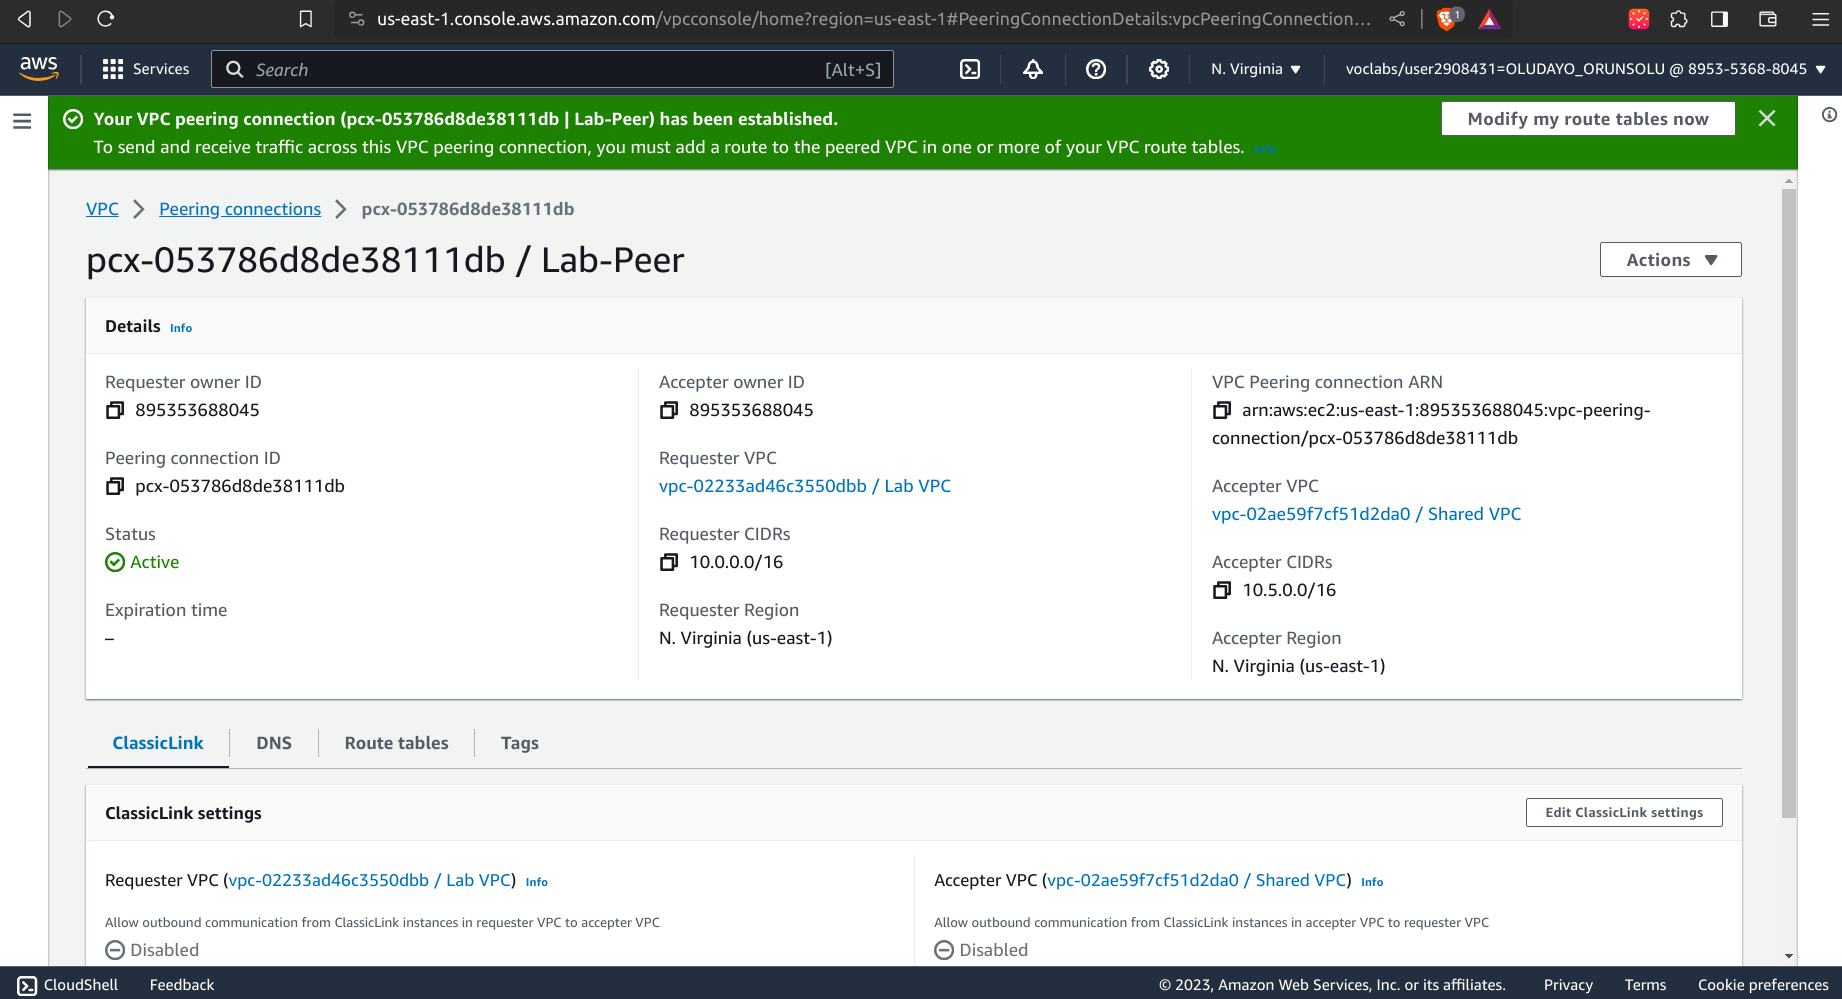 us-east-1.console.aws.amazon.com/vpcconsole/home?region=us-east-1#PeeringConnectionDetails:vpcPeeringConnection...
1
aws
Services
Search
[Alt+S]
N. Virginia
voclabs/user2908431=OLUDAYO_ORUNSOLU @ 8953-5368-8045
Your VPC peering connection (pcx-053786d8de38111db | Lab-Peer) has been established.
To send and receive traffic across this VPC peering connection, you must add a route to the peered VPC in one or more of your VPC route tables. Info
Modify my route tables now
VPC
Peering connections
pcx-053786d8de38111db
pcx-053786d8de38111db / Lab-Peer
Actions
Details Info
Requester owner ID
895353688045
Peering connection ID
pcx-053786d8de38111db
Status
Active
Expiration time
–
Accepter owner ID
895353688045
Requester VPC
vpc-02233ad46c3550dbb / Lab VPC
Requester CIDRs
10.0.0.0/16
Requester Region
N. Virginia (us-east-1)
VPC Peering connection ARN
arn:aws:ec2:us-east-1:895353688045:vpc-peering-
connection/pcx-053786d8de38111db
Accepter VPC
vpc-02ae59f7cf51d2da0 / Shared VPC
Accepter CIDRs
10.5.0.0/16
Accepter Region
N. Virginia (us-east-1)
ClassicLink
DNS
Route tables
Tags
ClassicLink settings
Edit ClassicLink settings
Requester VPC (vpc-02233ad46c3550dbb / Lab VPC) Info
Allow outbound communication from ClassicLink instances in requester VPC to accepter VPC
Disabled
Accepter VPC (vpc-02ae59f7cf51d2da0 / Shared VPC) Info
Allow outbound communication from ClassicLink instances in accepter VPC to requester VPC
Disabled
CloudShell
Feedback
© 2023, Amazon Web Services, Inc. or its affiliates.
Privacy
Terms
Cookie preferences